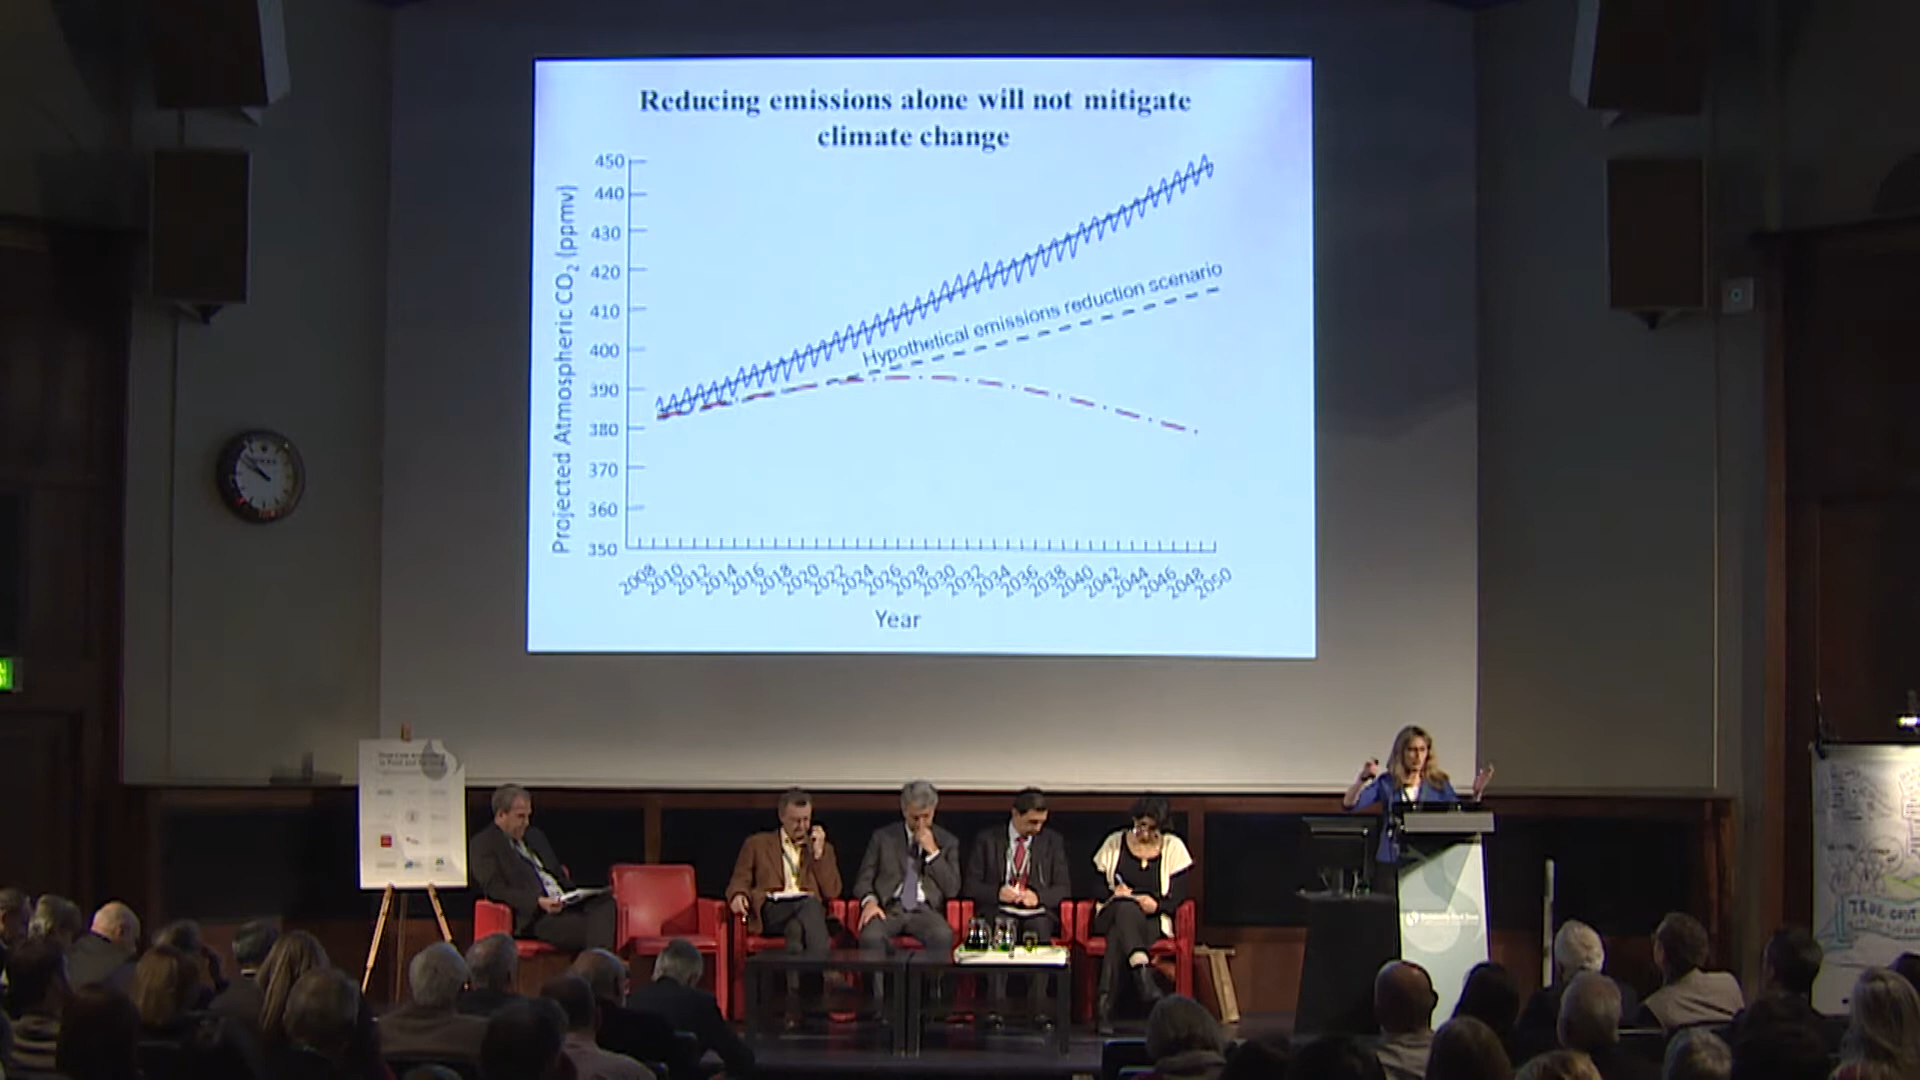 Reducing emissions alone will not mitigate
climate change
Projected Atmospheric CO2 (ppmv)
450
440
430
420
410
400
390
380
370
360
350
Hypothetical emissions reduction scenario
2008 2010 2012 2014 2016 2018 2020 2022 2024 2026 2028 2030 2032 2034 2036 2038 2040 2042 2044 2046 2048 2050
Year
TRUE COST